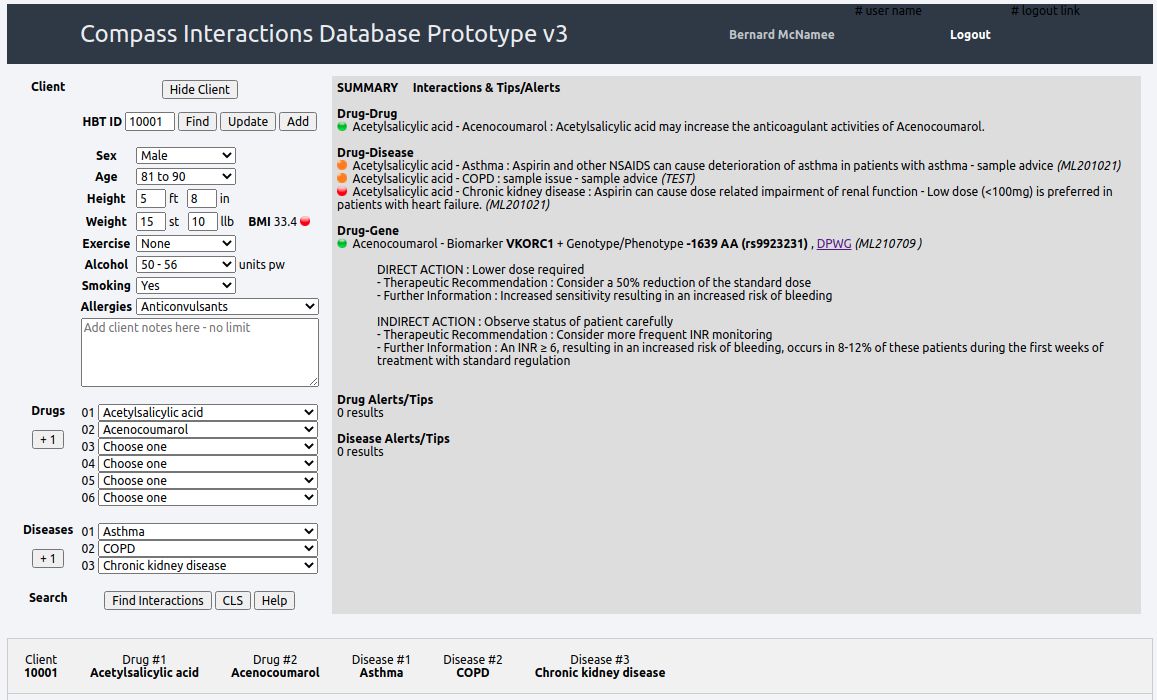 # user name # logout link
Compass Interactions Database Prototype v3 Bernard McNamee Logout
Client Hide Client
HBT ID 10001 Find Update Add
Sex Male
Age 81 to 90
Height 5 ft 8 in
Weight 15 st 10 llb BMI 33.4
Exercise None
Alcohol 50 - 56 units pw
Smoking Yes
Allergies Anticonvulsants
Add client notes here - no limit
Drugs 01 Acetylsalicylic acid
+ 1 02 Acenocoumarol
03 Choose one
04 Choose one
05 Choose one
06 Choose one
Diseases 01 Asthma
+ 1 02 COPD
03 Chronic kidney disease
Search Find Interactions CLS Help
SUMMARY Interactions & Tips/Alerts
Drug-Drug
Acetylsalicylic acid - Acenocoumarol : Acetylsalicylic acid may increase the anticoagulant activities of Acenocoumarol.
Drug-Disease
Acetylsalicylic acid - Asthma : Aspirin and other NSAIDS can cause deterioration of asthma in patients with asthma - sample advice (ML201021)
Acetylsalicylic acid - COPD : sample issue - sample advice (TEST)
Acetylsalicylic acid - Chronic kidney disease : Aspirin can cause dose related impairment of renal function - Low dose (<100mg) is preferred in
patients with heart failure. (ML201021)
Drug-Gene
Acenocoumarol - Biomarker VKORC1 + Genotype/Phenotype -1639 AA (rs9923231) , DPWG (ML210709 )
DIRECT ACTION : Lower dose required
- Therapeutic Recommendation : Consider a 50% reduction of the standard dose
- Further Information : Increased sensitivity resulting in an increased risk of bleeding
INDIRECT ACTION : Observe status of patient carefully
- Therapeutic Recommendation : Consider more frequent INR monitoring
- Further Information : An INR ≥ 6, resulting in an increased risk of bleeding, occurs in 8-12% of these patients during the first weeks of
treatment with standard regulation
Drug Alerts/Tips
0 results
Disease Alerts/Tips
0 results
Client Drug #1 Drug #2 Disease #1 Disease #2 Disease #3
10001 Acetylsalicylic acid Acenocoumarol Asthma COPD Chronic kidney disease